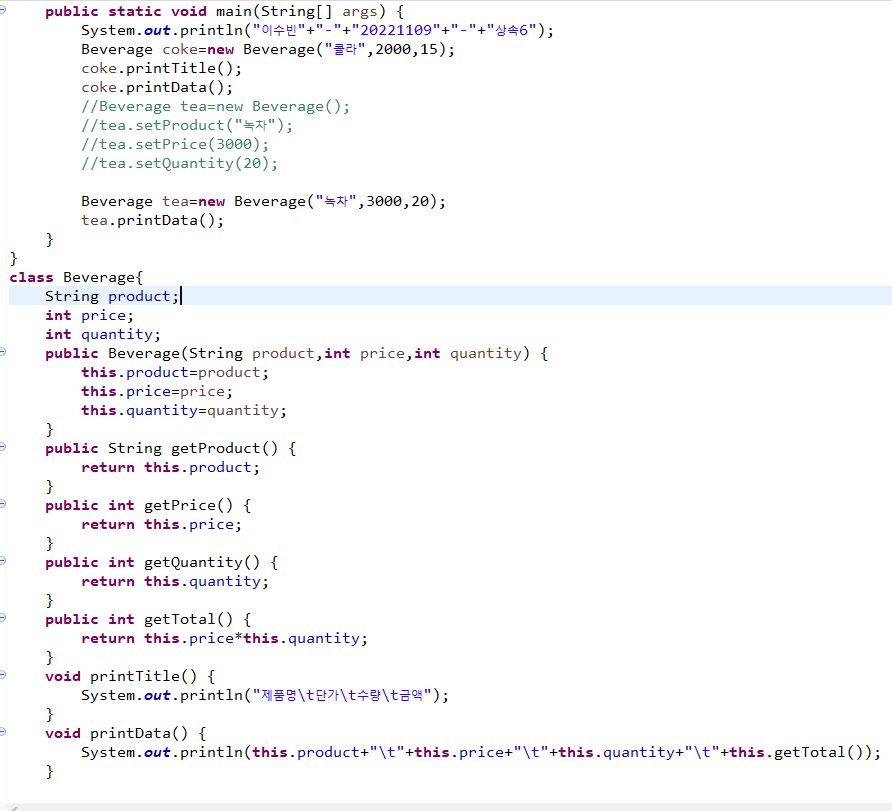 public static void main(String[] args) {
System.out.println("이수빈"+"-"+"20221109"+"-"+"상속6");
Beverage coke=new Beverage("콜라",2000,15);
coke.printTitle();
coke.printData();
//Beverage tea=new Beverage();
//tea.setProduct("녹차");
//tea.setPrice(3000);
//tea.setQuantity(20);
Beverage tea=new Beverage("녹차",3000,20);
tea.printData();
}
}
class Beverage{
String product;
int price;
int quantity;
public Beverage(String product,int price,int quantity) {
this.product=product;
this.price=price;
this.quantity=quantity;
}
public String getProduct() {
return this.product;
}
public int getPrice() {
return this.price;
}
public int getQuantity() {
return this.quantity;
}
public int getTotal() {
return this.price*this.quantity;
}
void printTitle() {
System.out.println("제품명\t단가\t수량\t금액");
}
void printData() {
System.out.println(this.product+"\t"+this.price+"\t"+this.quantity+"\t"+this.getTotal());
}